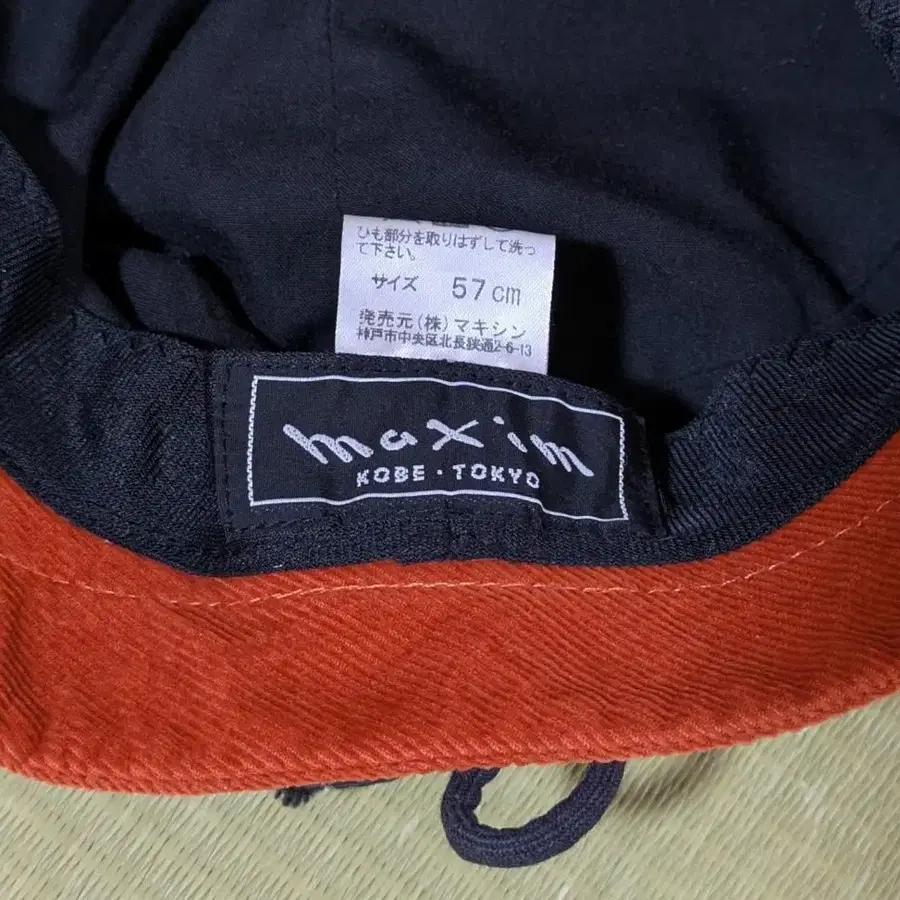 ひも部分を取りはずして洗っ
て下さい。
サイズ 57cm
発売元(株)マキシン
神戸市中央区北長狭通2-6-13
maxim
KOBE・TOKYO